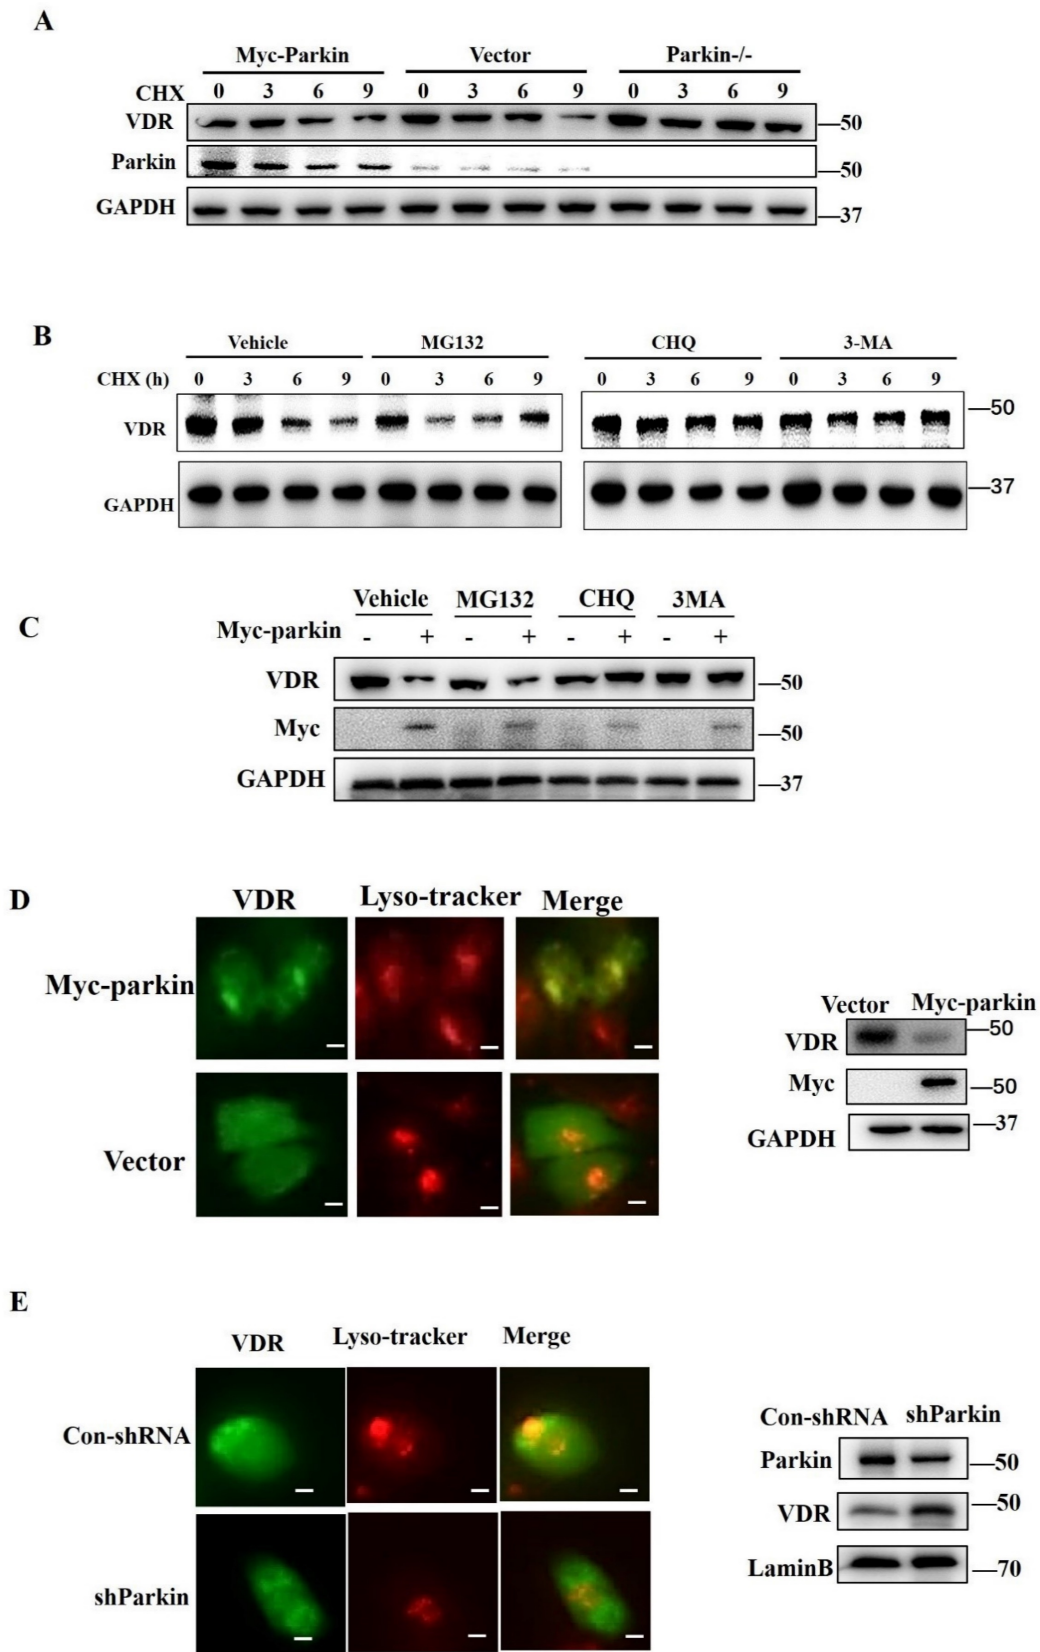 A
Myc-Parkin Vector Parkin-/-
CHX 0 3 6 9 0 3 6 9 0 3 6 9
VDR —50
Parkin —50
GAPDH —37
B
Vehicle MG132 CHQ 3-MA
CHX (h) 0 3 6 9 0 3 6 9 0 3 6 9 0 3 6 9
VDR —50
GAPDH —37
C
Vehicle MG132 CHQ 3MA
Myc-parkin - + - + - + - +
VDR —50
Myc —50
GAPDH —37
D
VDR Lyso-tracker Merge
Myc-parkin
Vector
Vector Myc-parkin
VDR —50
Myc —50
GAPDH —37
E
VDR Lyso-tracker Merge
Con-shRNA
shParkin
Con-shRNA shParkin
Parkin —50
VDR —50
LaminB —70